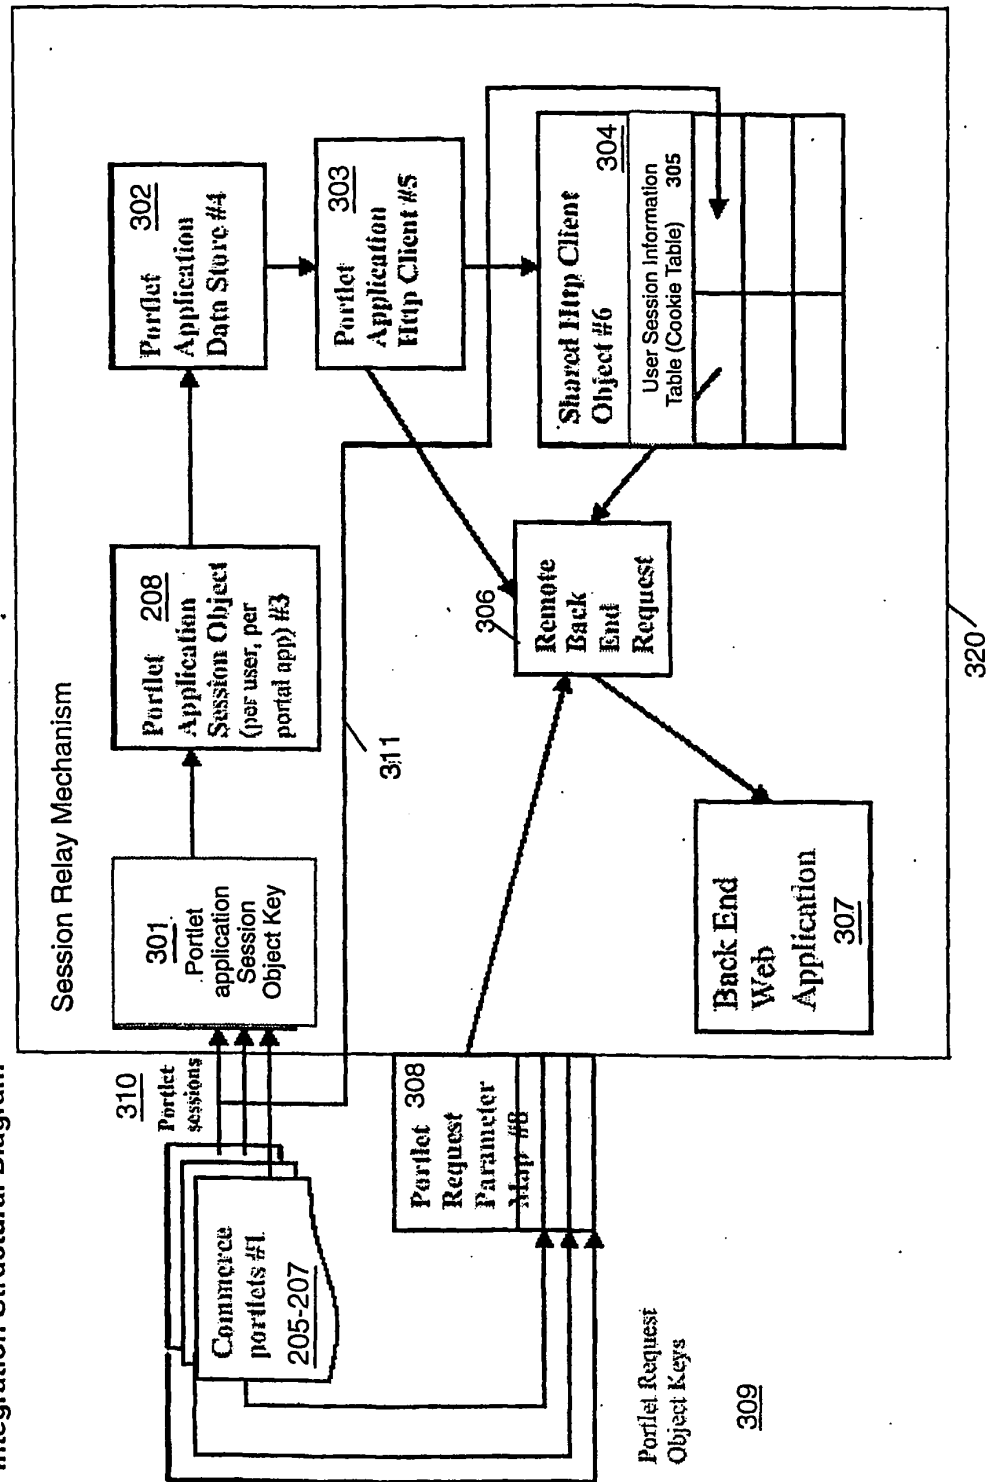 Integration Structural Diagram
Session Relay Mechanism
310
Portlet
sessions
Commerce
portlets #1
205-207
301
Portlet
application
Session
Object Key
Portlet 208
Application
Session Object
(per user, per
portal app) #3
Portlet 302
Application
Data Store #4
Portlet 303
Application
Http Client #5
311
Shared Http Client
Object #6 304
User Session Information
Table (Cookie Table) 305
306
Remote
Back
End
Request
Portlet 308
Request
Parameter
Map #8
Back End
Web
Application
307
Portlet Request
Object Keys
309
320